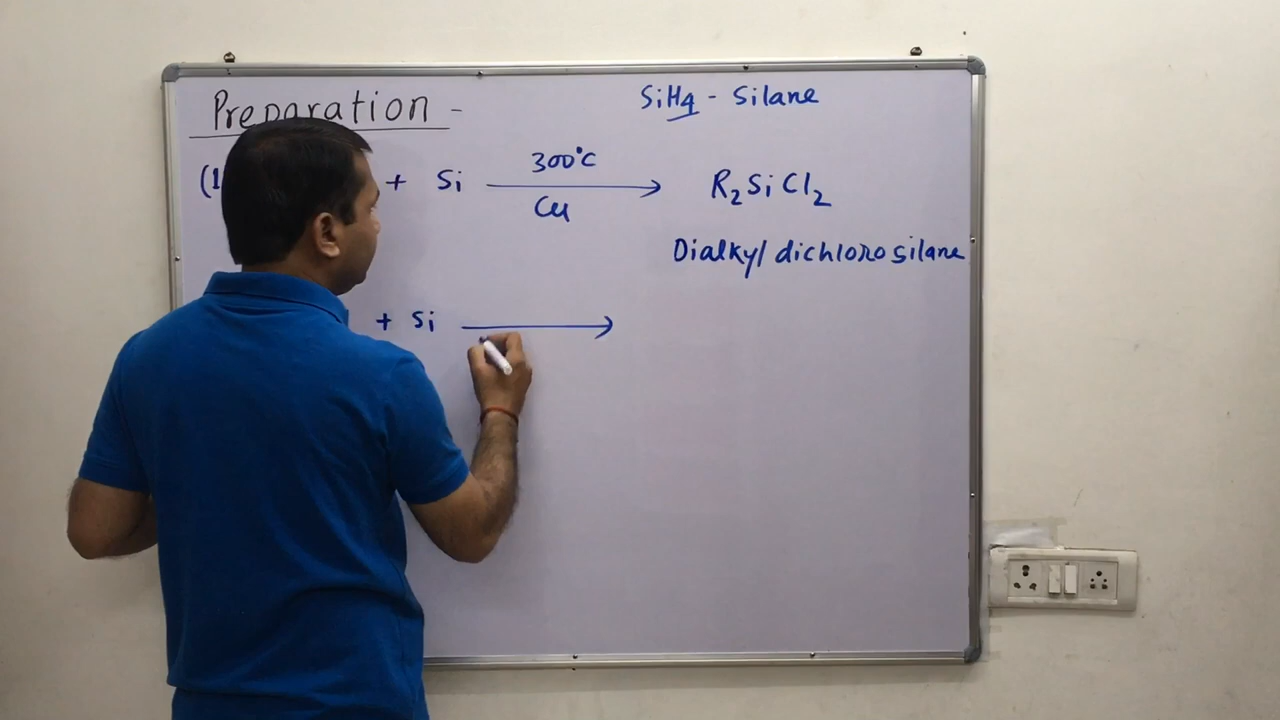 Preparation -
SiH4 - Silane
(1 + Si 300°C Cu → R2SiCl2
Dialkyl dichlorosilane
+ Si →